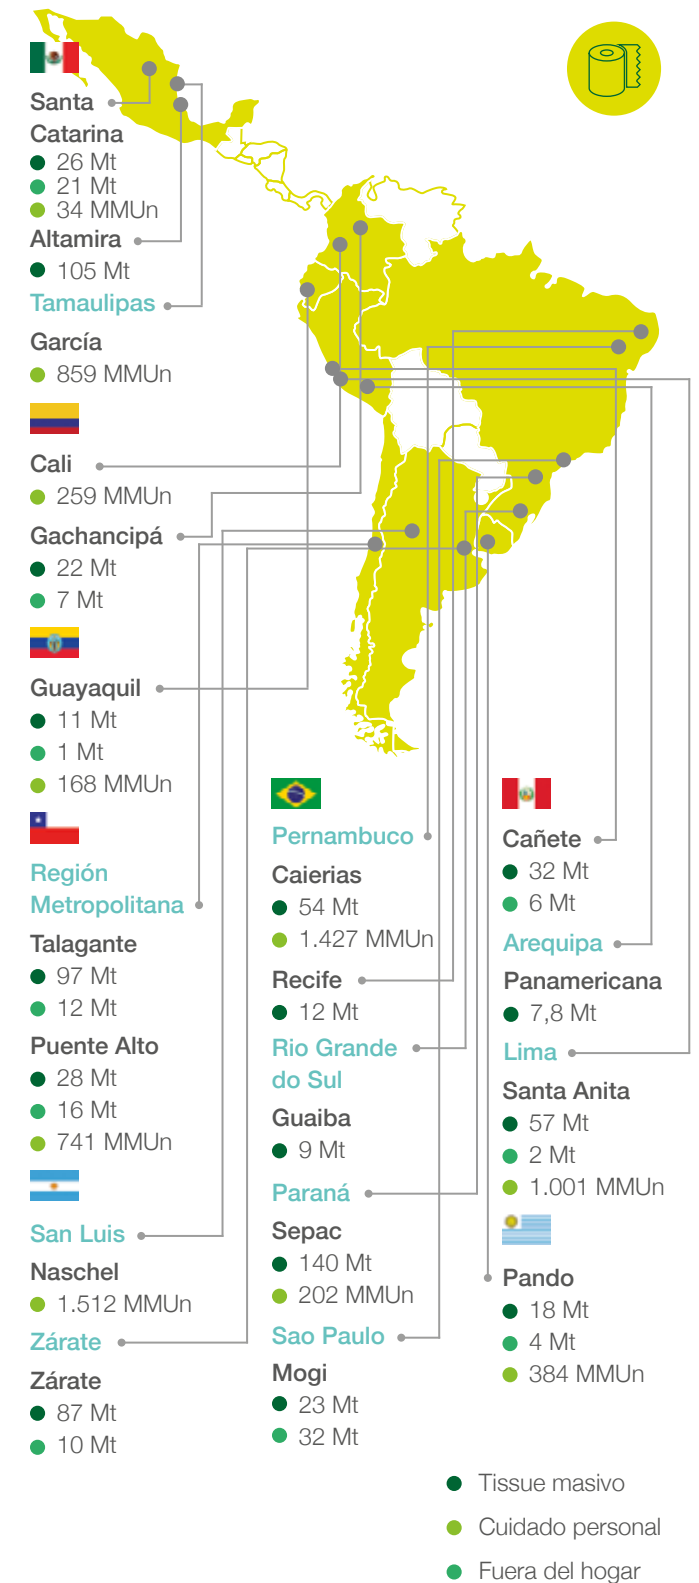 Santa
Catarina
26 Mt
21 Mt
34 MMUn
Altamira
105 Mt
Tamaulipas
García
859 MMUn
Cali
259 MMUn
Gachancipá
22 Mt
7 Mt
Guayaquil
11 Mt
1 Mt
168 MMUn
Región
Metropolitana
Talagante
97 Mt
12 Mt
Puente Alto
28 Mt
16 Mt
741 MMUn
San Luis
Naschel
1.512 MMUn
Zárate
Zárate
87 Mt
10 Mt
Pernambuco
Caierias
54 Mt
1.427 MMUn
Recife
12 Mt
Rio Grande
do Sul
Guaiba
9 Mt
Paraná
Sepac
140 Mt
202 MMUn
Sao Paulo
Mogi
23 Mt
32 Mt
Cañete
32 Mt
6 Mt
Arequipa
Panamericana
7,8 Mt
Lima
Santa Anita
57 Mt
2 Mt
1.001 MMUn
Pando
18 Mt
4 Mt
384 MMUn
Tissue masivo
Cuidado personal
Fuera del hogar